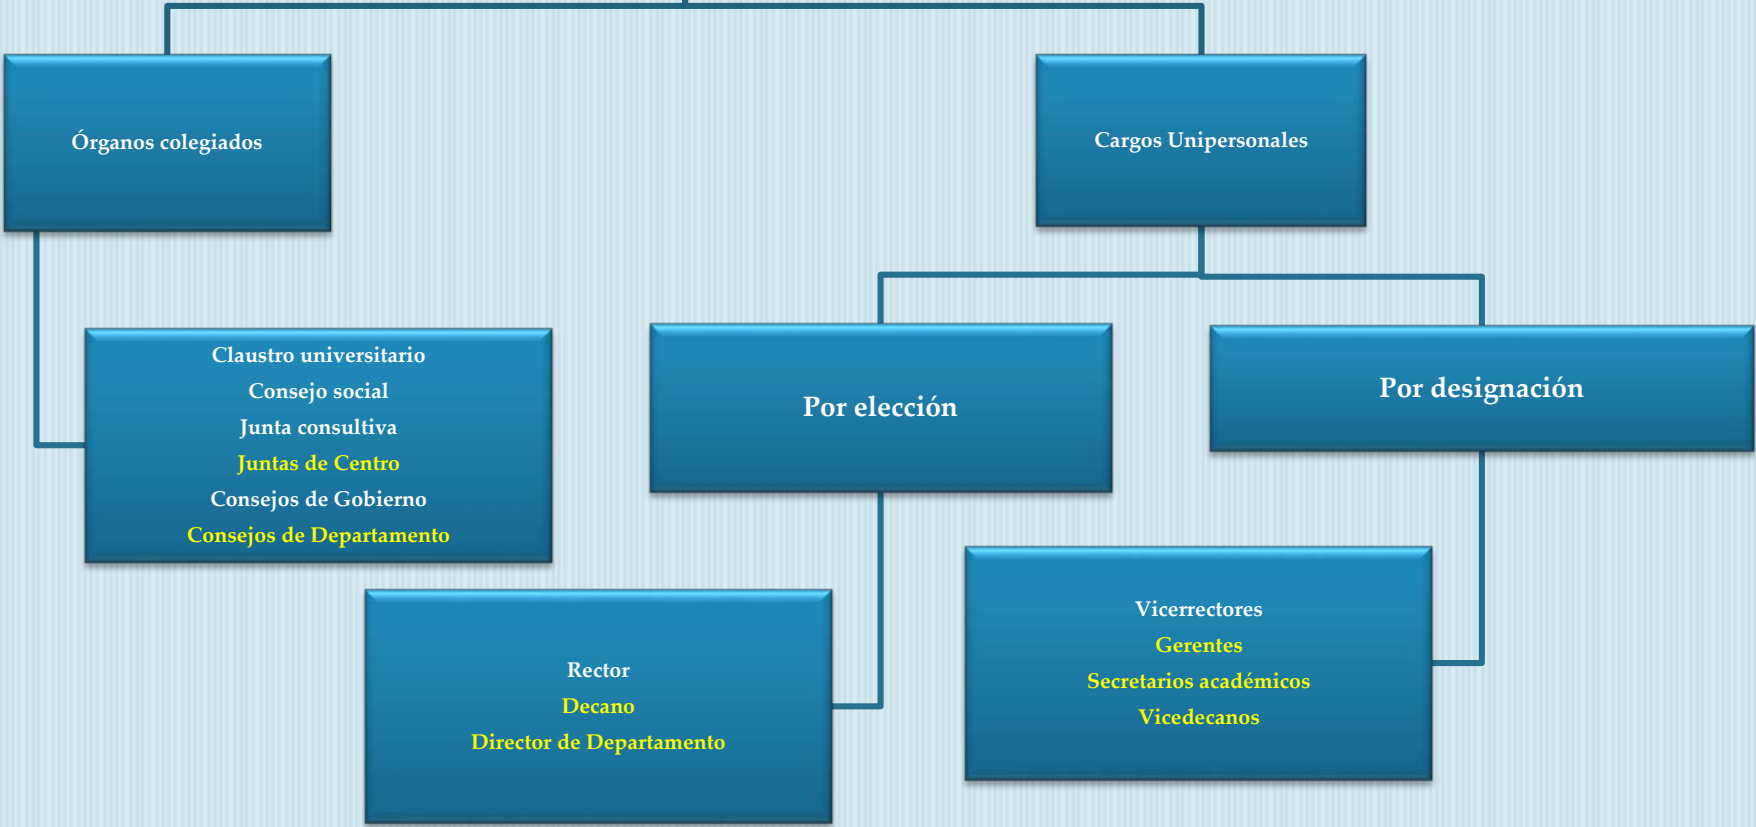 Órganos colegiados
Cargos Unipersonales
Claustro universitario
Consejo social
Junta consultiva
Juntas de Centro
Consejos de Gobierno
Consejos de Departamento
Por elección
Por designación
Rector
Decano
Director de Departamento
Vicerrectores
Gerentes
Secretarios académicos
Vicedecanos